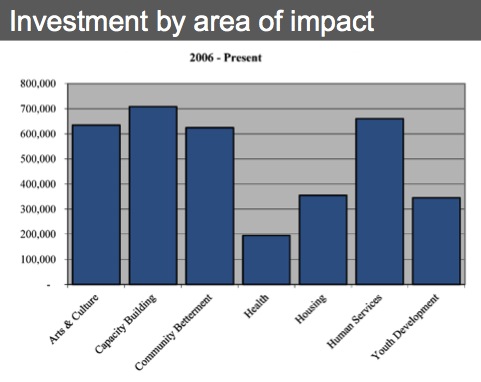 Investment by area of impact
2006 - Present
800,000
700,000
600,000
500,000
400,000
300,000
200,000
100,000
-
Arts & Culture
Capacity Building
Community Betterment
Health
Housing
Human Services
Youth Development